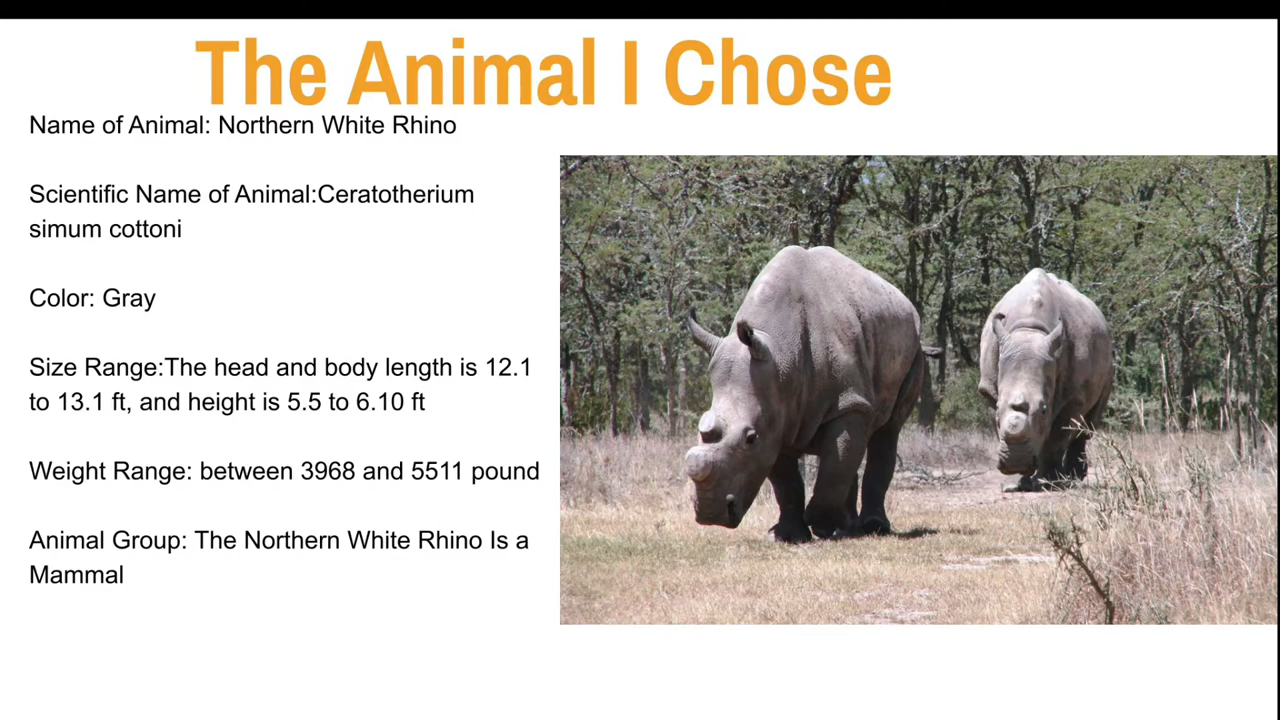 The Animal I Chose
Name of Animal: Northern White Rhino
Scientific Name of Animal:Ceratotherium
simum cottoni
Color: Gray
Size Range:The head and body length is 12.1
to 13.1 ft, and height is 5.5 to 6.10 ft
Weight Range: between 3968 and 5511 pound
Animal Group: The Northern White Rhino Is a
Mammal